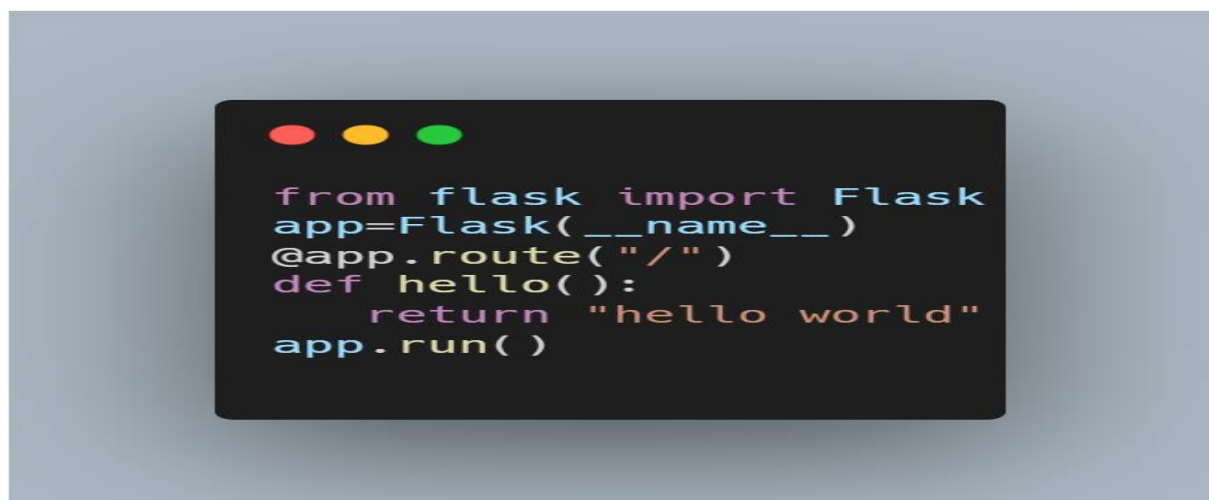 from flask import Flask
app=Flask(__name__)
@app.route("/")
def hello():
    return "hello world"
app.run()